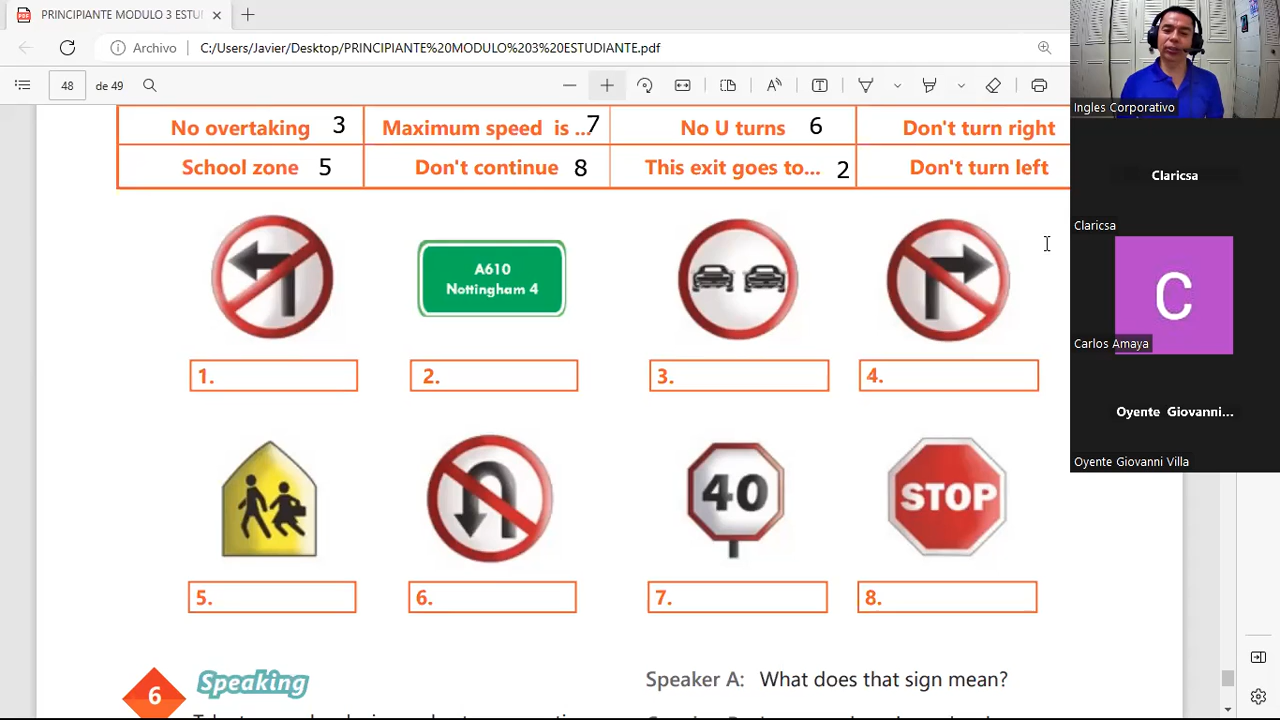 PRINCIPIANTE MODULO 3 ESTU
Archivo C:/Users/Javier/Desktop/PRINCIPIANTE%20MODULO%203%20ESTUDIANTE.pdf
48 de 49
No overtaking 3 Maximum speed is ... 7 No U turns 6 Don't turn right
School zone 5 Don't continue 8 This exit goes to... 2 Don't turn left
A610
Nottingham 4
1. 2. 3. 4.
40 STOP
5. 6. 7. 8.
6 Speaking
Speaker A: What does that sign mean?
Ingles Corporativo
Claricsa
Claricsa
C
Carlos Amaya
Oyente Giovanni...
Oyente Giovanni Villa